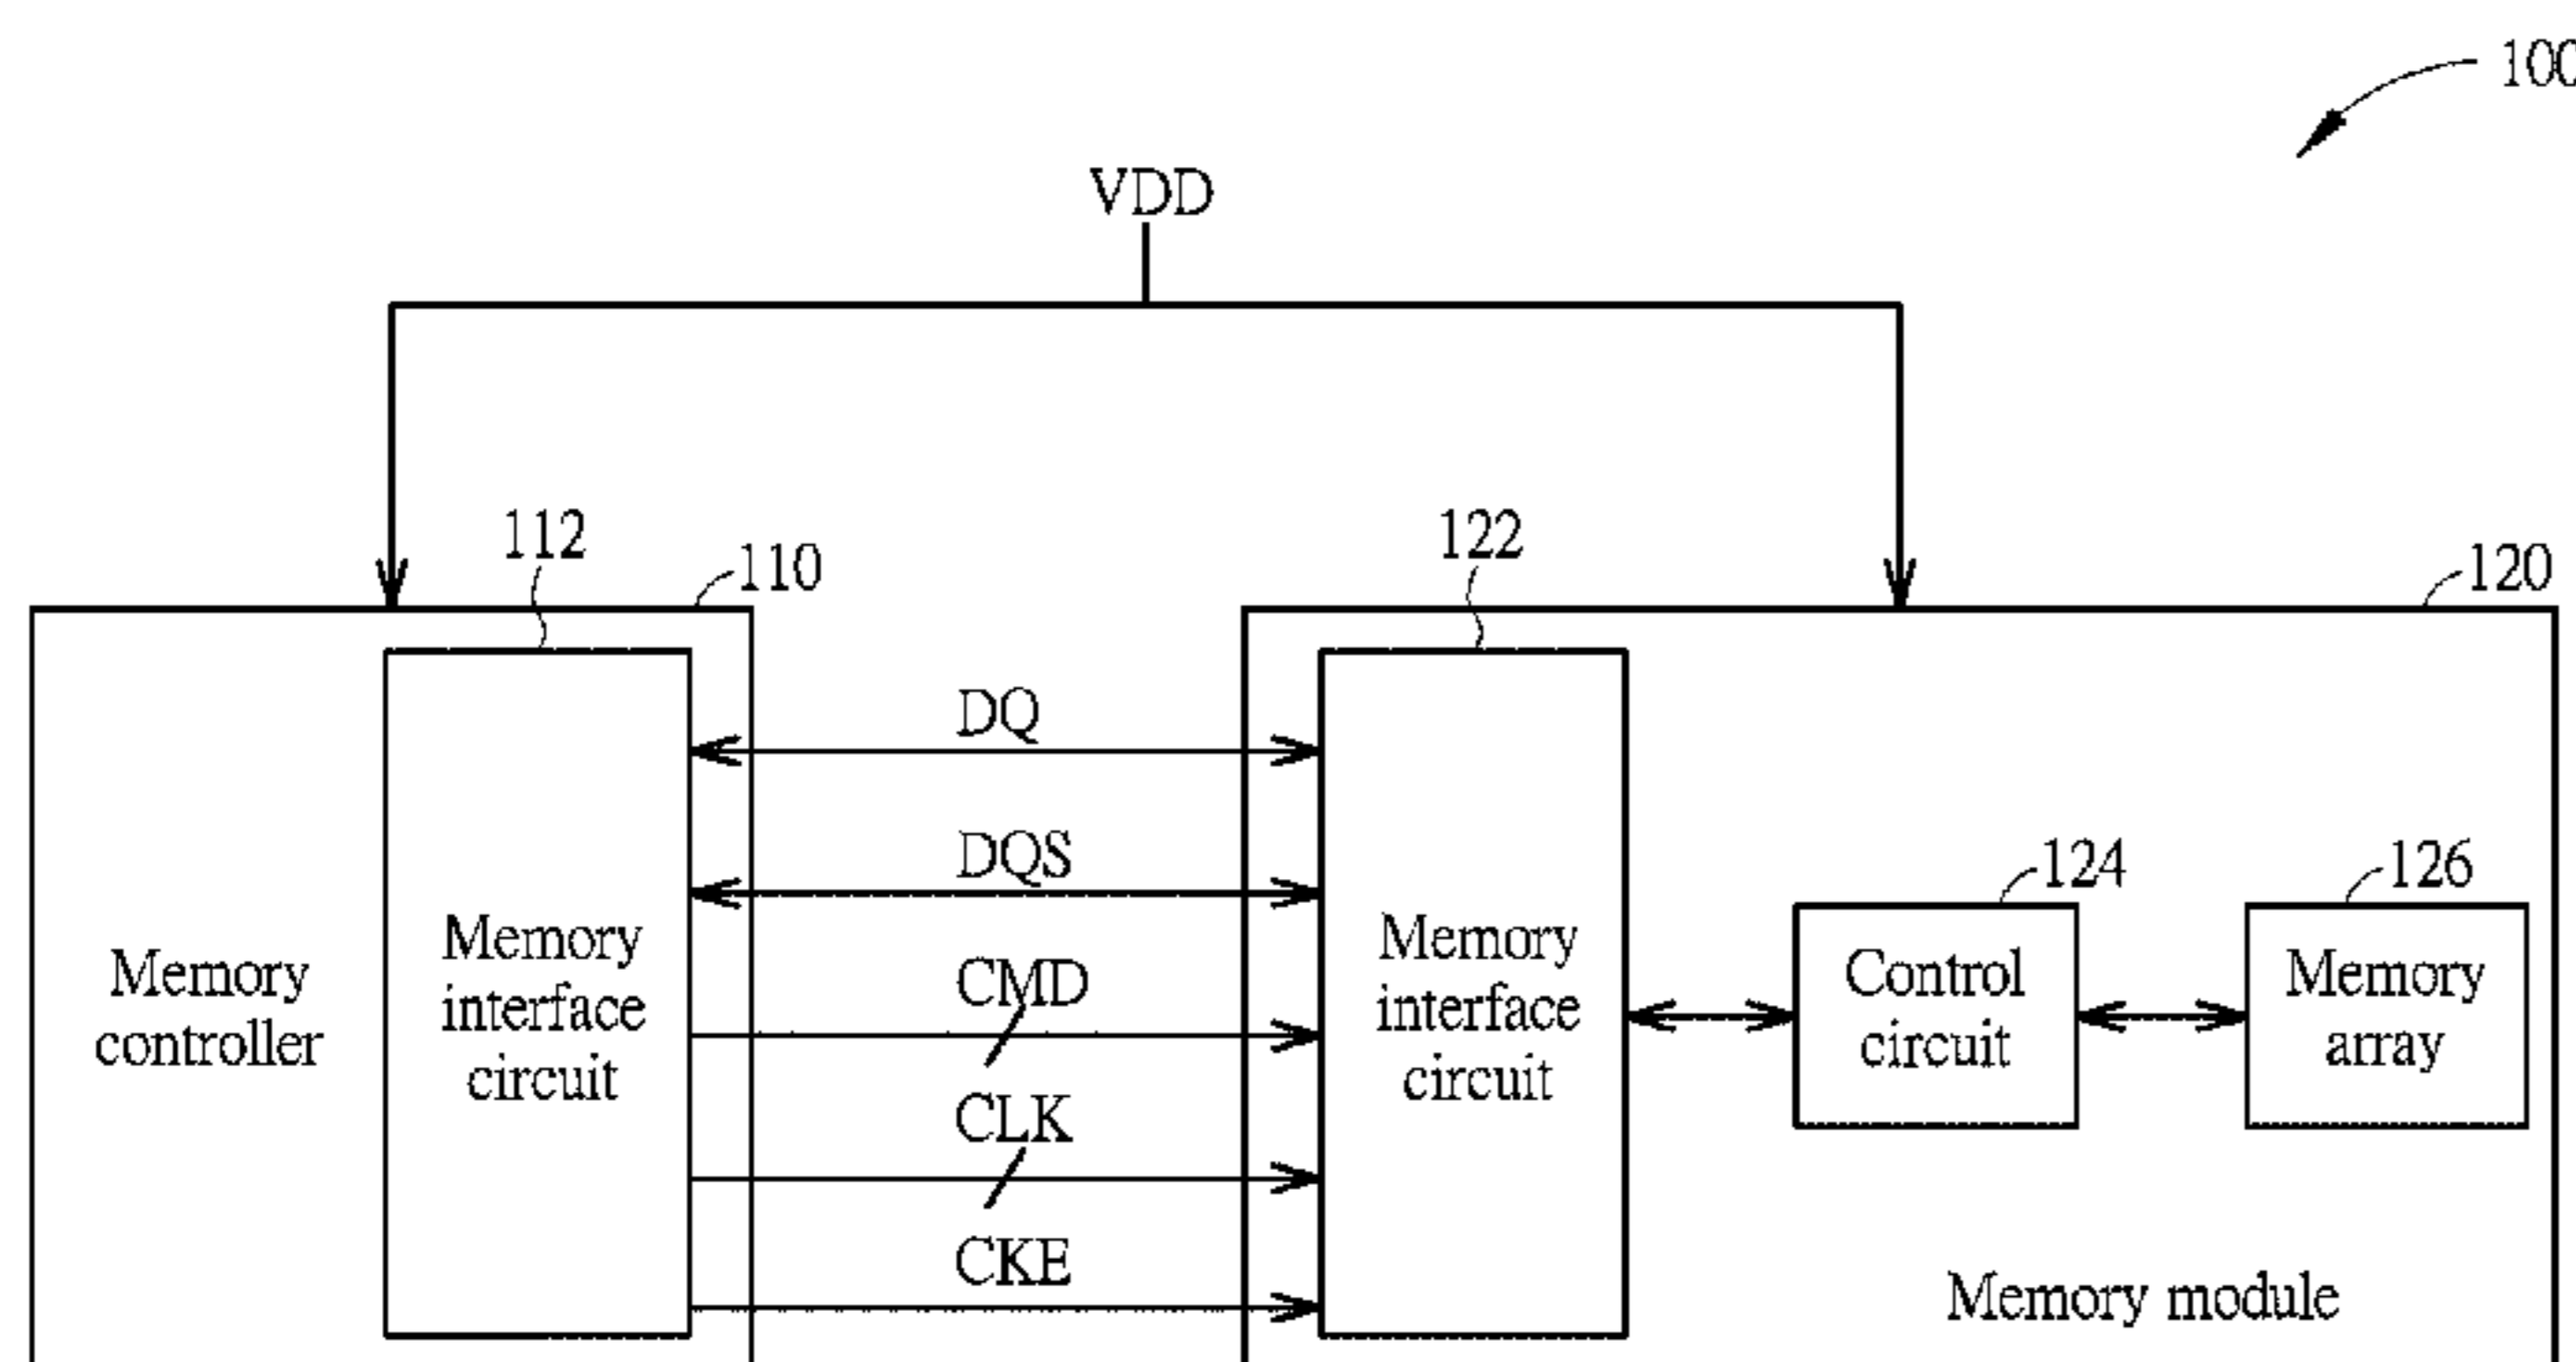 100
VDD
112
110
122
120
DQ
DQS
CMD
CLK
CKE
Memory
controller
Memory
interface
circuit
Memory
interface
circuit
124
Control
circuit
126
Memory
array
Memory module